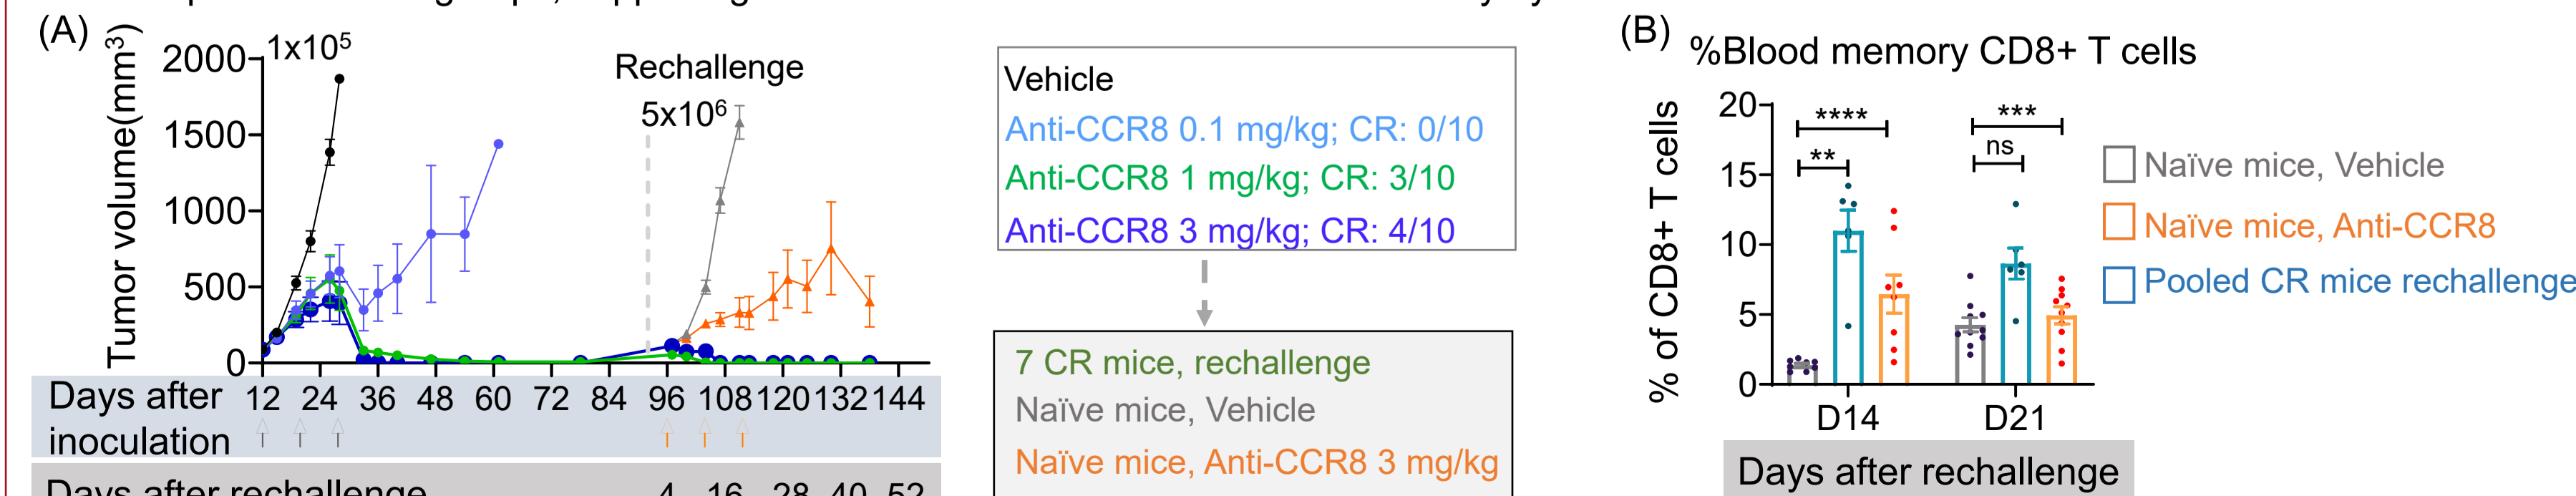 (A)
Tumor volume(mm³)
2000
1500
1000
500
0
1x10⁵
Rechallenge
5x10⁶
Days after inoculation
12 24 36 48 60 72 84 96 108 120 132 144
Days after rechallenge
4 16 28 40 52
Vehicle
Anti-CCR8 0.1 mg/kg; CR: 0/10
Anti-CCR8 1 mg/kg; CR: 3/10
Anti-CCR8 3 mg/kg; CR: 4/10
7 CR mice, rechallenge
Naïve mice, Vehicle
Naïve mice, Anti-CCR8 3 mg/kg
(B)
%Blood memory CD8+ T cells
% of CD8+ T cells
20
15
10
5
0
**** ***
** ns
D14 D21
Days after rechallenge
Naïve mice, Vehicle
Naïve mice, Anti-CCR8
Pooled CR mice rechallenge